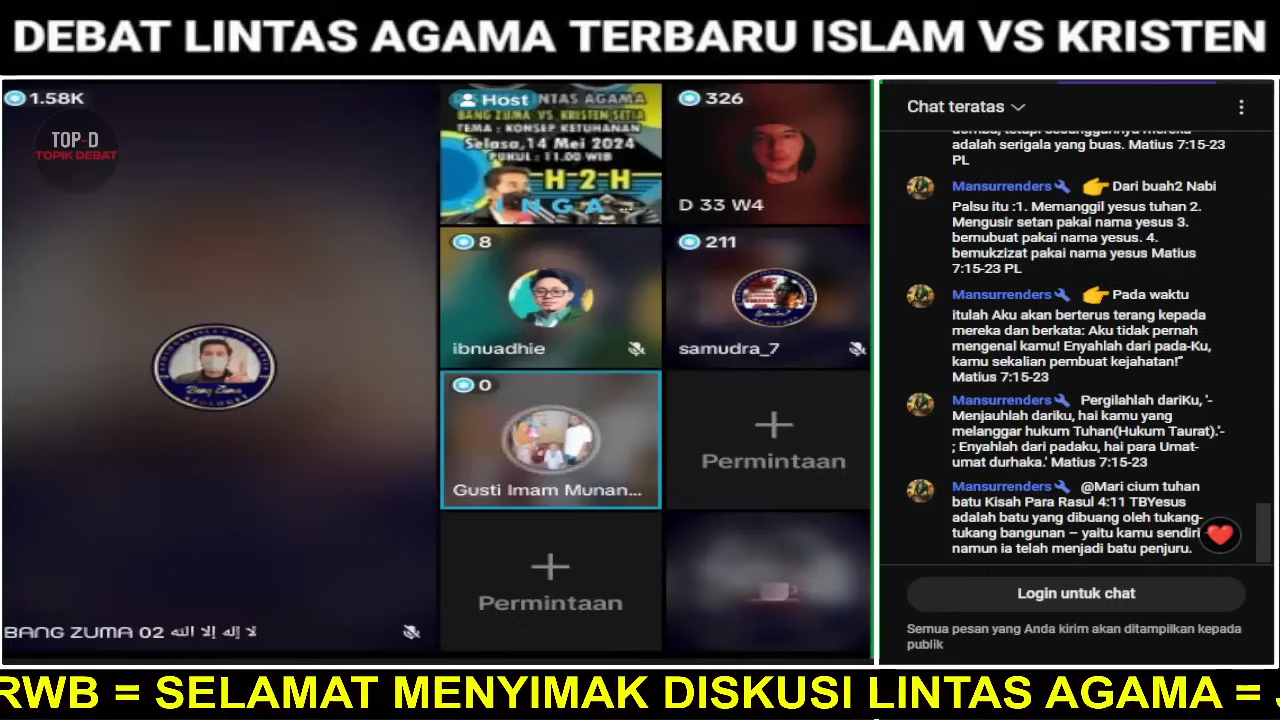 DEBAT LINTAS AGAMA TERBARU ISLAM VS KRISTEN
1.58K
TOP-D
TOPIK DEBAT
BANG ZUMA 02 لا إله إلا الله
Host
NTAS AGAMA
BANG ZUMA VS KRISTEN SETIA
TEMA : KONSEP KETUHANAN
Selasa,14 Mei 2024
PUKUL : 11.00 WIB
H2H
326
D 33 W4
8
ibnuadhie
211
samudra_7
0
Gusti Imam Munan...
Permintaan
Permintaan
Chat teratas
adalah serigala yang buas. Matius 7:15-23
PL
Mansurrenders 👉 Dari buah2 Nabi
Palsu itu :1. Memanggil yesus tuhan 2.
Mengusir setan pakai nama yesus 3.
bernubuat pakai nama yesus. 4.
bemukzizat pakai nama yesus Matius
7:15-23 PL
Mansurrenders 👉 Pada waktu
itulah Aku akan berterus terang kepada
mereka dan berkata: Aku tidak pernah
mengenal kamu! Enyahlah dari pada-Ku,
kamu sekalian pembuat kejahatan!”
Matius 7:15-23
Mansurrenders Pergilahlah dariKu, '-
Menjauhlah dariku, hai kamu yang
melanggar hukum Tuhan(Hukum Taurat).'-
; Enyahlah dari padaku, hai para Umat-
umat durhaka.' Matius 7:15-23
Mansurrenders @Mari cium tuhan
batu Kisah Para Rasul 4:11 TBYesus
adalah batu yang dibuang oleh tukang-
tukang bangunan – yaitu kamu sendiri –
namun ia telah menjadi batu penjuru.
Login untuk chat
Semua pesan yang Anda kirim akan ditampilkan kepada
publik
RWB = SELAMAT MENYIMAK DISKUSI LINTAS AGAMA =